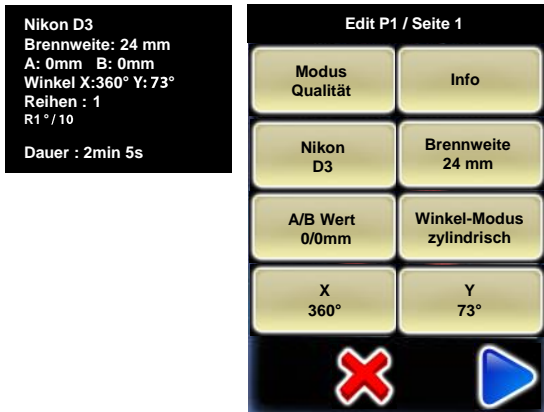 Nikon D3
Brennweite: 24 mm
A: 0mm B: 0mm
Winkel X:360° Y:73°
Reihen : 1
R1 ° / 10
Dauer : 2min 5s
Edit P1 / Seite 1
Modus
Qualität
Info
Nikon
D3
Brennweite
24 mm
A/B Wert
0/0mm
Winkel-Modus
zylindrisch
X
360°
Y
73°